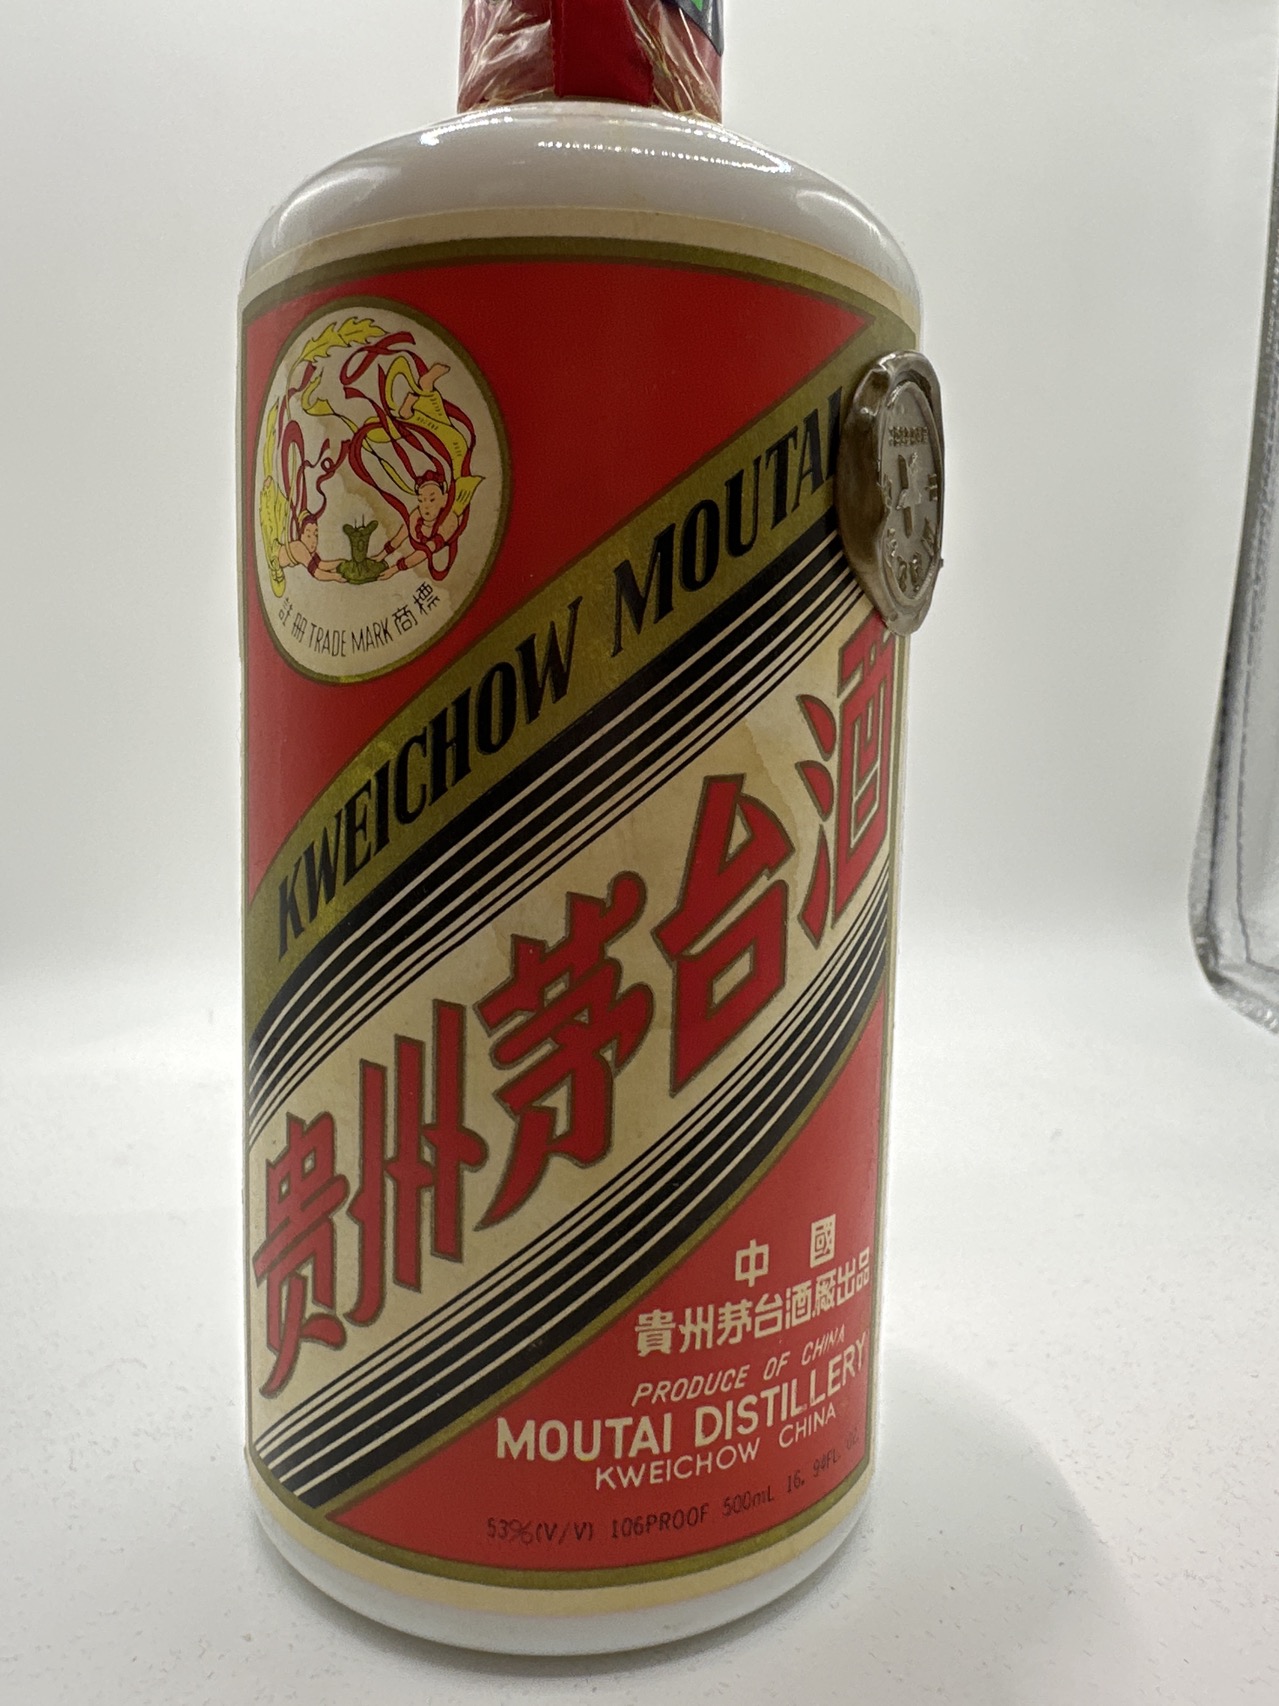 註冊 TRADE MARK 商標
KWEICHOW MOUTAI
贵州茅台酒
中國
貴州茅台酒廠出品
PRODUCE OF CHINA
MOUTAI DISTILLERY
KWEICHOW CHINA
53%(V/V) 106PROOF 500mL 16.94FL. OZ